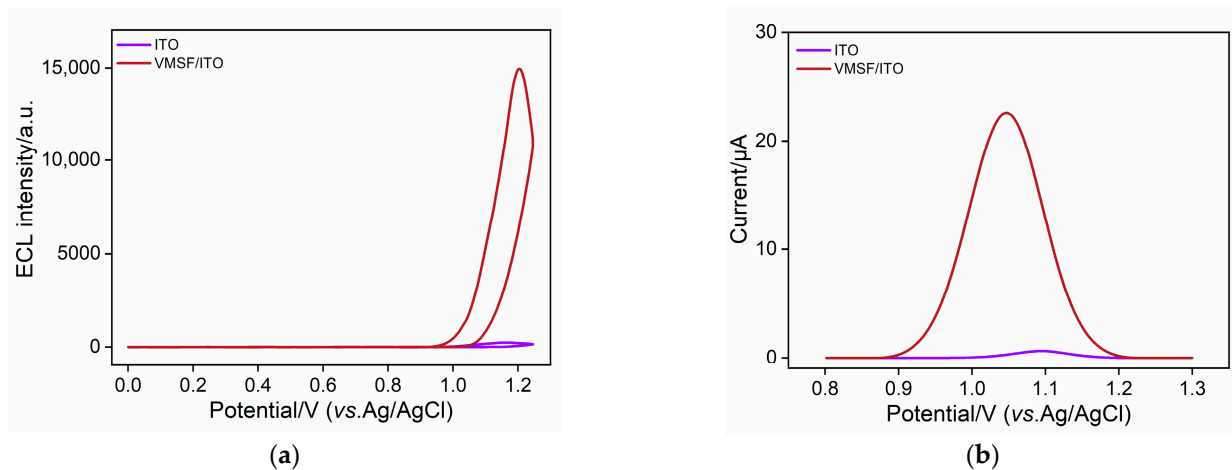 ITO
VMSF/ITO
15,000
10,000
5000
0
ECL intensity/a.u.
0.0 0.2 0.4 0.6 0.8 1.0 1.2
Potential/V (vs.Ag/AgCl)
(a)
ITO
VMSF/ITO
30
20
10
0
Current/μA
0.8 0.9 1.0 1.1 1.2 1.3
Potential/V (vs.Ag/AgCl)
(b)